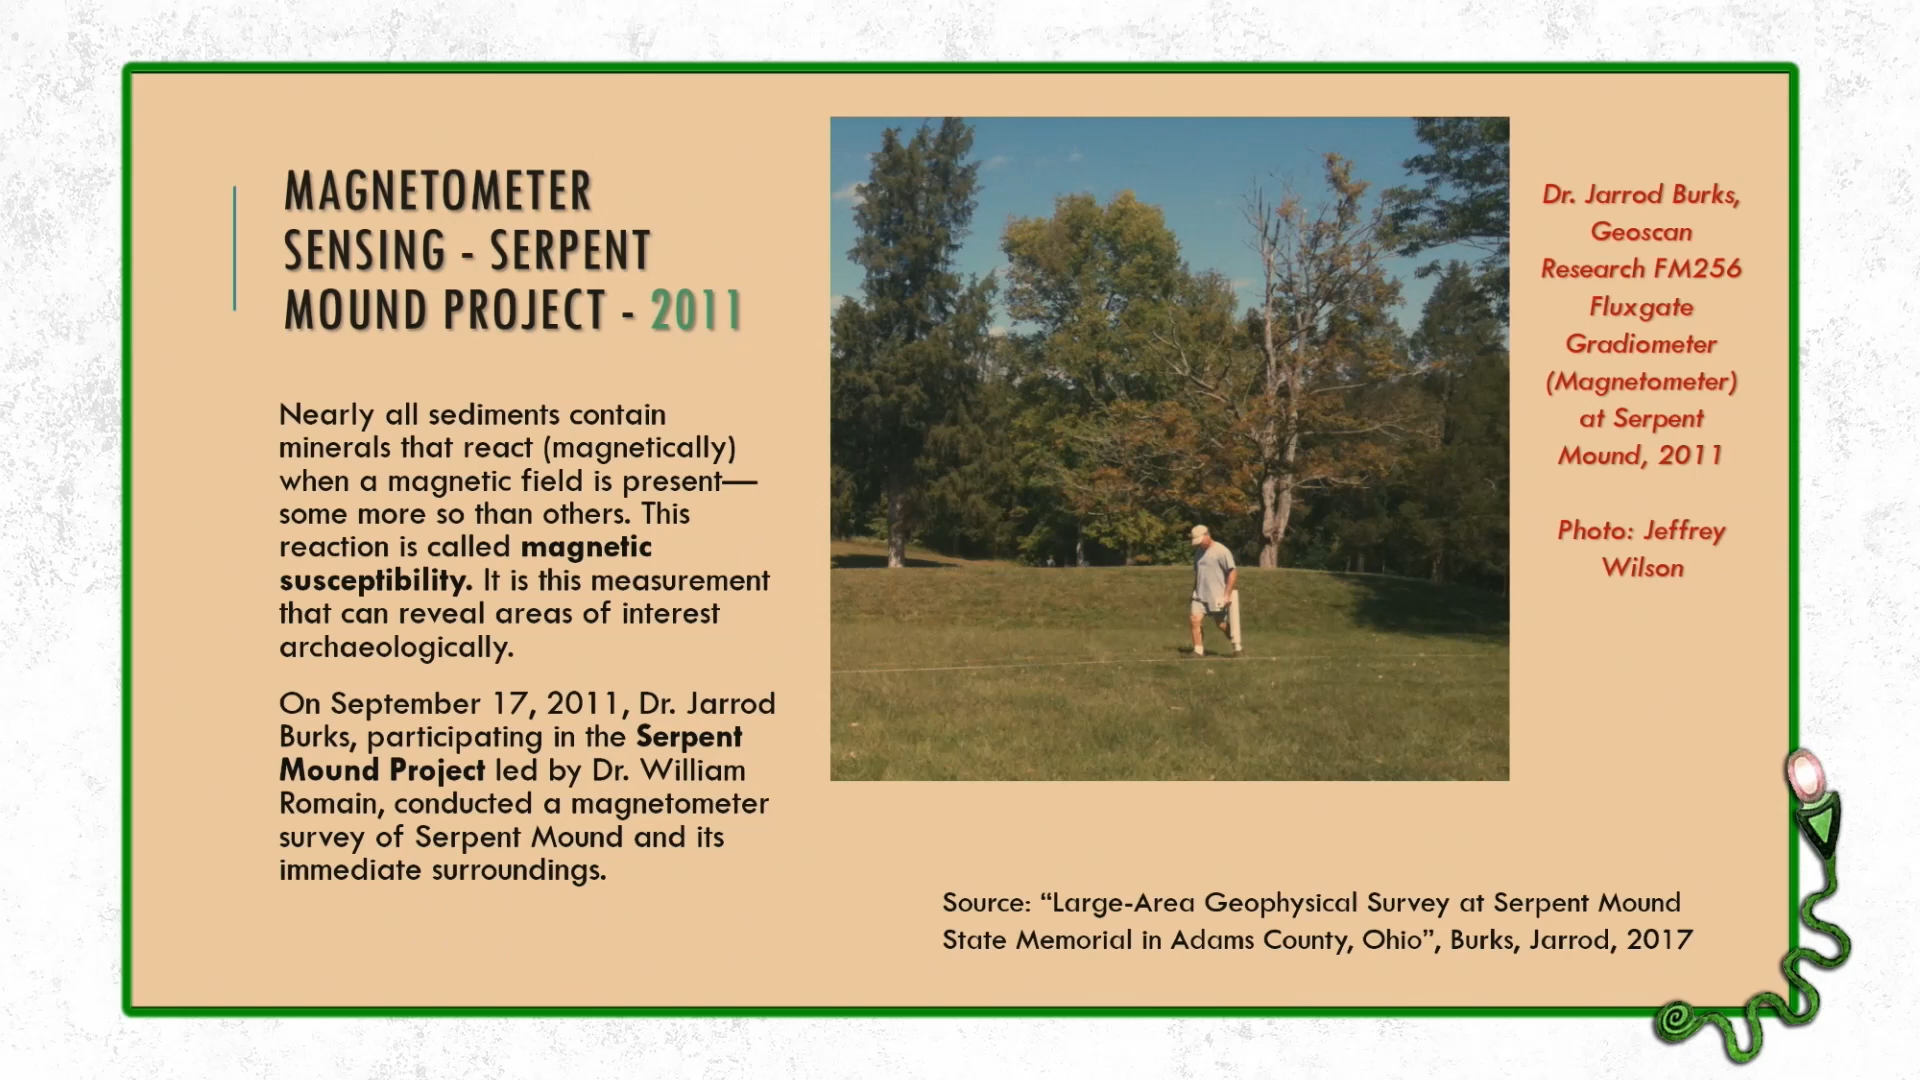 MAGNETOMETER
SENSING - SERPENT
MOUND PROJECT - 2011
Nearly all sediments contain
minerals that react (magnetically)
when a magnetic field is present—
some more so than others. This
reaction is called magnetic
susceptibility. It is this measurement
that can reveal areas of interest
archaeologically.
On September 17, 2011, Dr. Jarrod
Burks, participating in the Serpent
Mound Project led by Dr. William
Romain, conducted a magnetometer
survey of Serpent Mound and its
immediate surroundings.
Dr. Jarrod Burks,
Geoscan
Research FM256
Fluxgate
Gradiometer
(Magnetometer)
at Serpent
Mound, 2011
Photo: Jeffrey
Wilson
Source: “Large-Area Geophysical Survey at Serpent Mound
State Memorial in Adams County, Ohio”, Burks, Jarrod, 2017